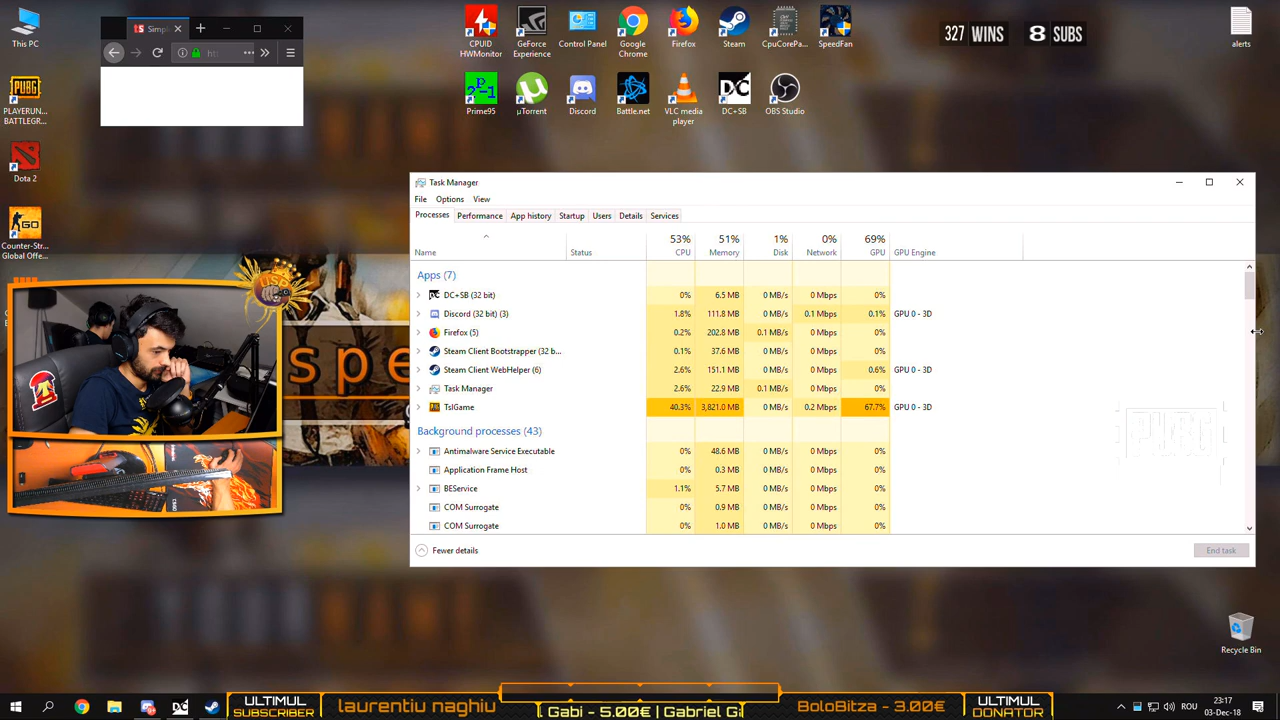 This PC
PLAYERUN...
BATTLEGR...
Dota 2
Counter-Str...
Global Offe...
Simpl
CPUID
HWMonitor
GeForce
Experience
Control Panel
Google
Chrome
Firefox
Steam
CpuCorePa...
SpeedFan
Prime95
µTorrent
Discord
Battle.net
VLC media
player
DC+SB
OBS Studio
327 WINS 8 SUBS
alerts
Task Manager
File Options View
Processes Performance App history Startup Users Details Services
53% 51% 1% 0% 69%
Name Status CPU Memory Disk Network GPU GPU Engine
Apps (7)
DC+SB (32 bit) 0% 6.5 MB 0 MB/s 0 Mbps 0%
Discord (32 bit) (3) 1.8% 111.8 MB 0 MB/s 0.1 Mbps 0.1% GPU 0 - 3D
Firefox (5) 0.2% 202.8 MB 0.1 MB/s 0 Mbps 0%
Steam Client Bootstrapper (32 b... 0.1% 37.6 MB 0 MB/s 0 Mbps 0%
Steam Client WebHelper (6) 2.6% 151.1 MB 0 MB/s 0 Mbps 0.6% GPU 0 - 3D
Task Manager 2.6% 22.9 MB 0.1 MB/s 0 Mbps 0%
TslGame 40.3% 3,821.0 MB 0 MB/s 0.2 Mbps 67.7% GPU 0 - 3D
Background processes (43)
Antimalware Service Executable 0% 48.6 MB 0 MB/s 0 Mbps 0%
Application Frame Host 0% 0.3 MB 0 MB/s 0 Mbps 0%
BEService 1.1% 5.7 MB 0 MB/s 0 Mbps 0%
COM Surrogate 0% 0.9 MB 0 MB/s 0 Mbps 0%
COM Surrogate 0% 1.0 MB 0 MB/s 0 Mbps 0%
Fewer details End task
PUBG
spe
Recycle Bin
ULTIMUL
SUBSCRIBER
laurentiu naghiu
Gabi - 5.00€ | Gabriel Gi
BoloBitza - 3.00€
ULTIMUL
DONATOR
ROU
23:17
03-Dec-18